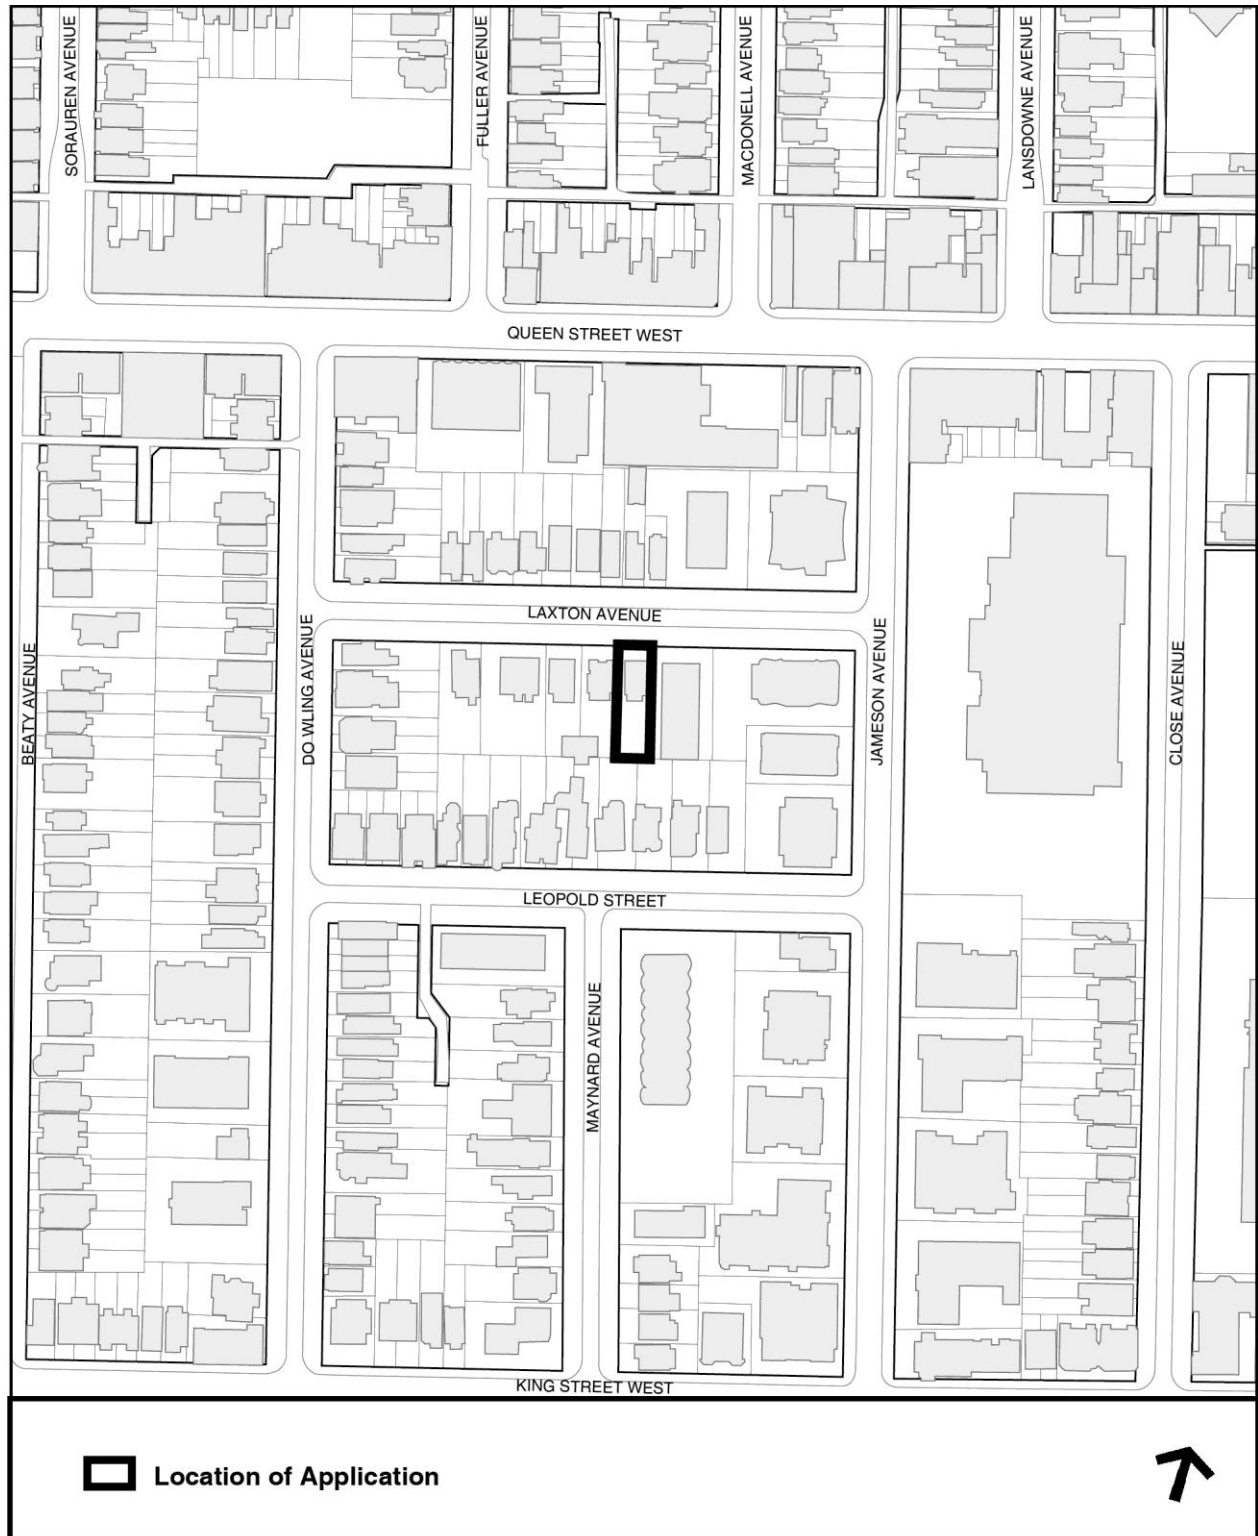 SORAUREN AVENUE
FULLER AVENUE
MACDONELL AVENUE
LANSDOWNE AVENUE
QUEEN STREET WEST
LAXTON AVENUE
BEATY AVENUE
DO WLING AVENUE
JAMESON AVENUE
CLOSE AVENUE
LEOPOLD STREET
MAYNARD AVENUE
KING STREET WEST
Location of Application